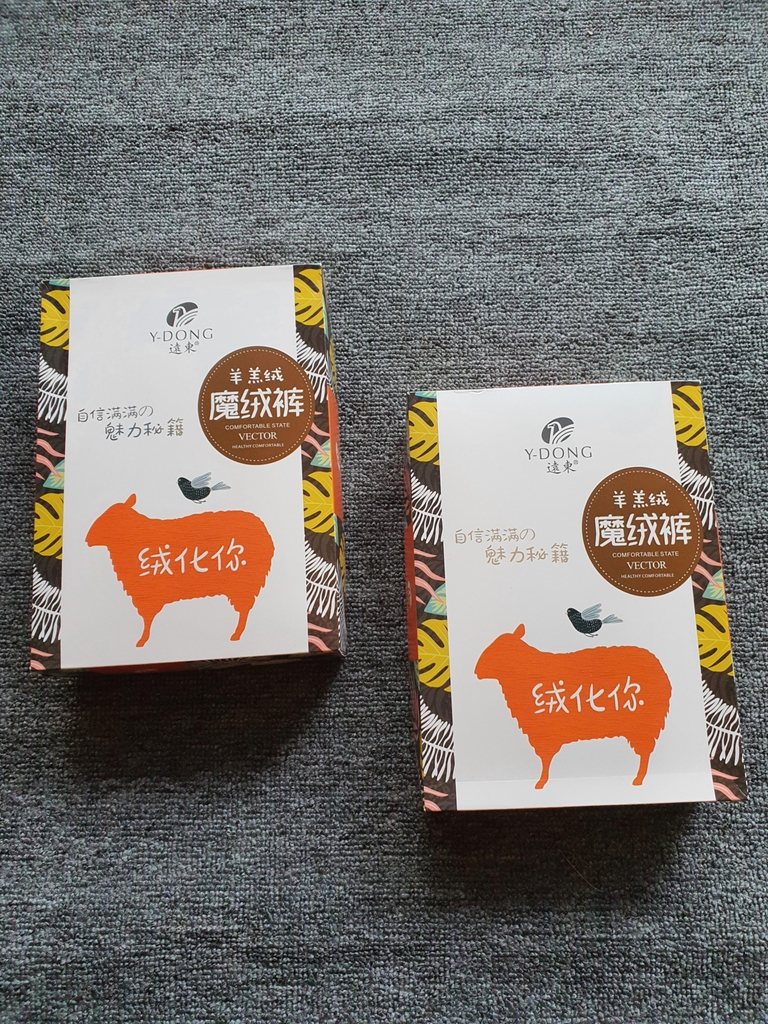 Y-DONG
遠東®
羊羔绒
魔绒裤
COMFORTABLE STATE
VECTOR
HEALTHY COMFORTABLE
自信满满の
魅力秘籍
绒化你
Y-DONG
遠東®
羊羔绒
魔绒裤
COMFORTABLE STATE
VECTOR
HEALTHY COMFORTABLE
自信满满の
魅力秘籍
绒化你